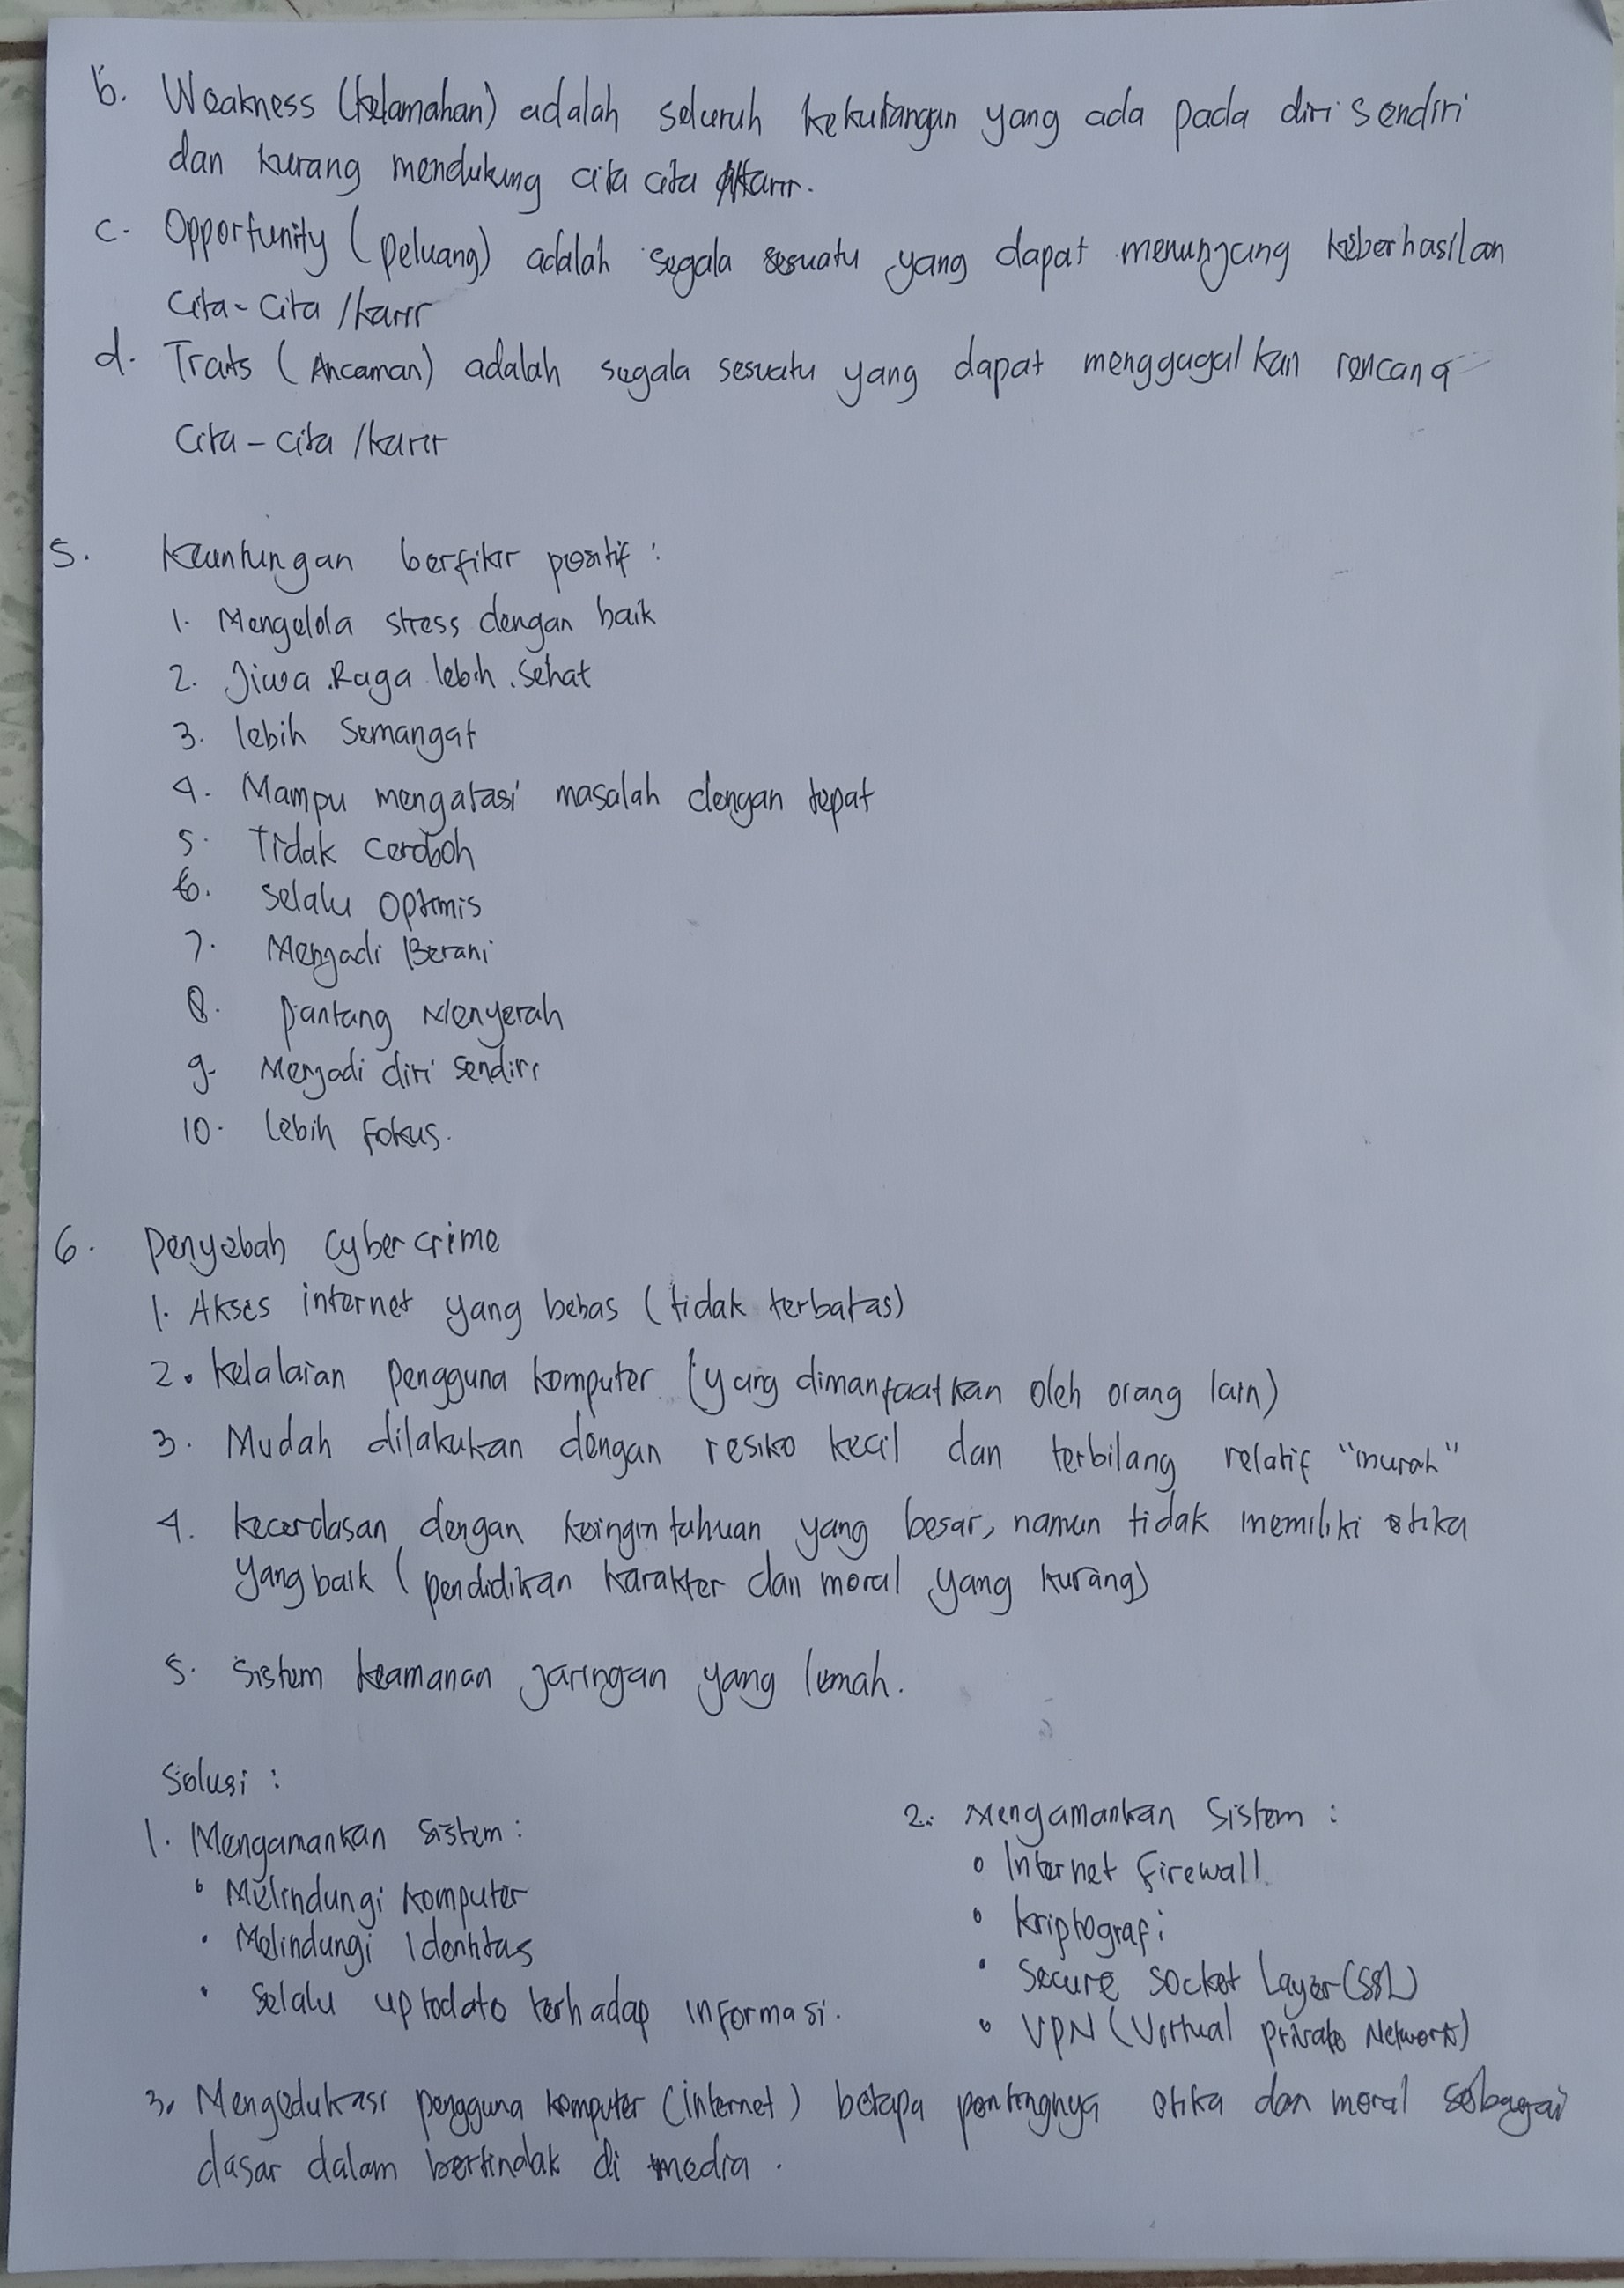 b. Weakness (kelamahan) adalah seluruh kekurangan yang ada pada diri sendiri
dan kurang mendukung cita cita /karir.
c. Opportunity (peluang) adalah segala sesuatu yang dapat menunjang keberhasilan
cita-cita /karir
d. Traits (Ancaman) adalah segala sesuatu yang dapat menggagalkan rencana
cita-cita /karir
5. Keuntungan berfikir positif :
1. Mengelola stress dengan baik
2. Jiwa Raga lebih sehat
3. lebih semangat
4. Mampu mengatasi masalah dengan tepat
5. Tidak ceroboh
6. selalu optimis
7. Menjadi Berani
8. Pantang Menyerah
9. Menjadi diri sendiri
10. lebih fokus.
6. Penyebab cyber crime
1. Akses internet yang bebas (tidak terbatas)
2. kelalaian pengguna komputer (yang dimanfaatkan oleh orang lain)
3. Mudah dilakukan dengan resiko kecil dan terbilang relatif "murah"
4. kecerdasan dengan keingintahuan yang besar, namun tidak memiliki etika
yang baik (pendidikan karakter dan moral yang kurang)
5. sistem keamanan jaringan yang lemah.
Solusi :
1. Mengamankan sistem :
• Melindungi komputer
• Melindungi Identitas
• selalu uptodate terhadap informasi.
2. Mengamankan sistem :
• Internet firewall
• kriptografi
• Secure socket Layer (SSL)
• VPN (Virtual private Network)
3. Mengedukasi pengguna komputer (internet) betapa pentingnya etika dan moral sebagai
dasar dalam bertindak di media.